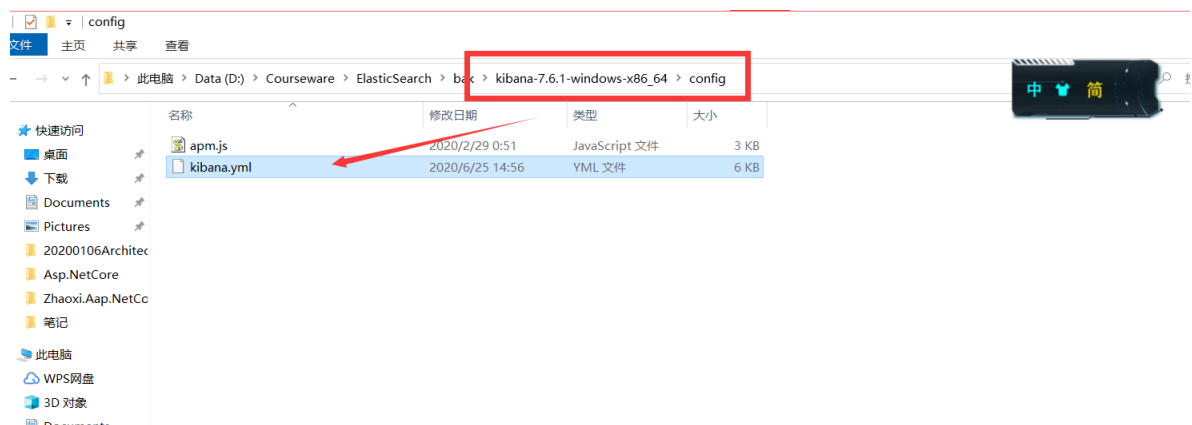 config
文件 主页 共享 查看
此电脑 Data (D:) Courseware ElasticSearch bak kibana-7.6.1-windows-x86_64 config
名称 修改日期 类型 大小
apm.js 2020/2/29 0:51 JavaScript 文件 3 KB
kibana.yml 2020/6/25 14:56 YML 文件 6 KB
快速访问
桌面
下载
Documents
Pictures
20200106Architec
Asp.NetCore
Zhaoxi.Aap.NetCo
笔记
此电脑
WPS网盘
3D 对象
Documents
中 简